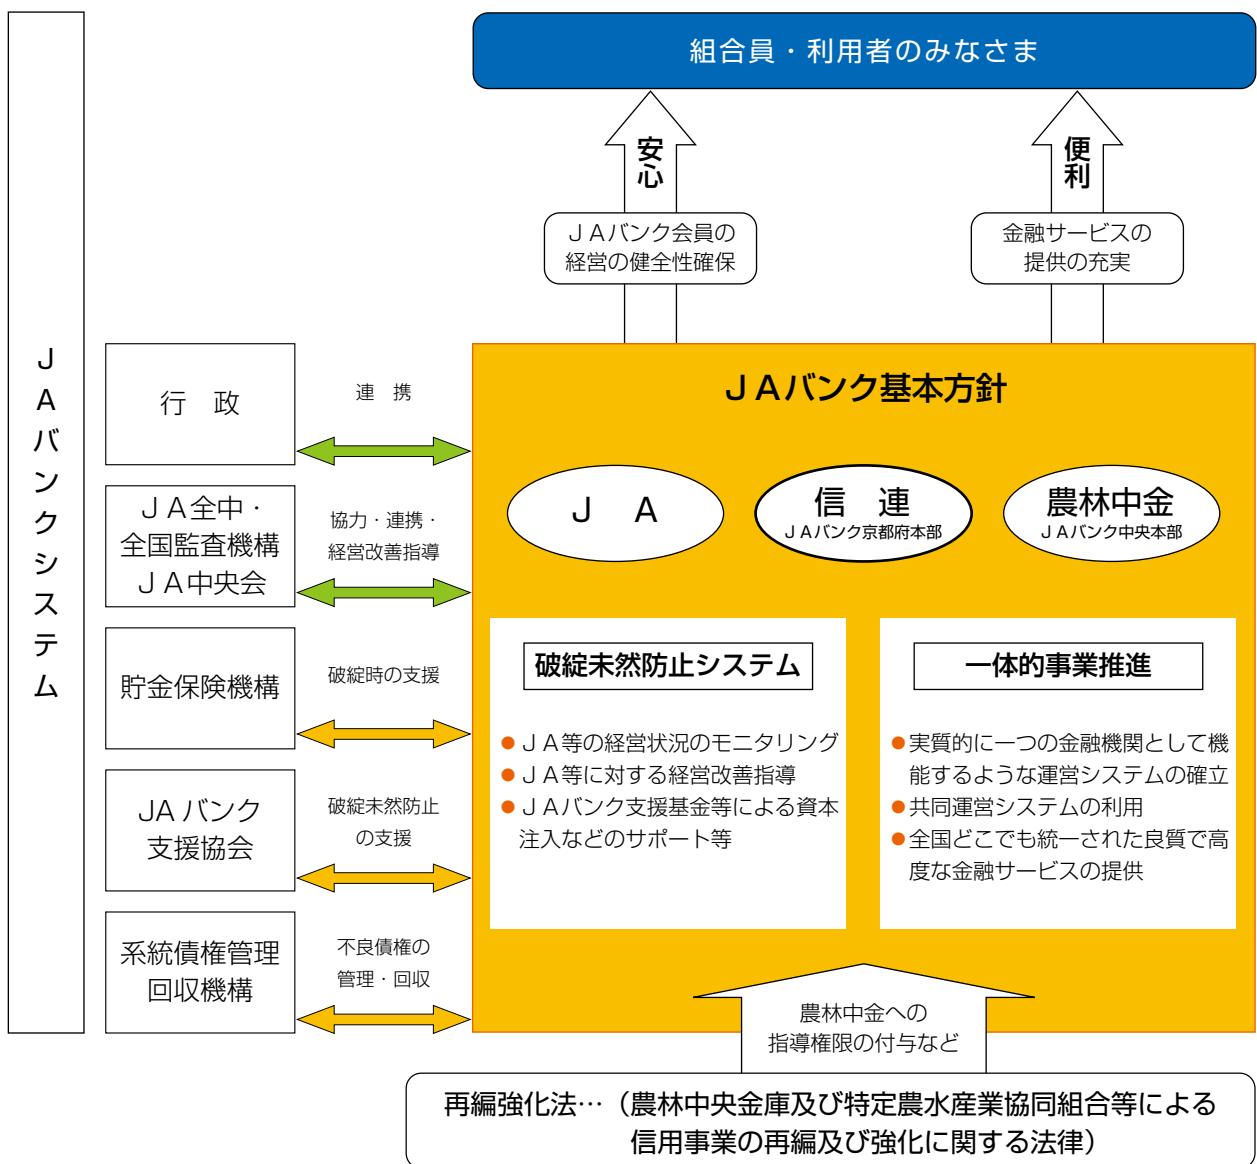 組合員・利用者のみなさま
安心
便利
ＪＡバンク会員の
経営の健全性確保
金融サービスの
提供の充実
ＪＡバンクシステム
行　政
連　携
ＪＡ全中・
全国監査機構
ＪＡ中央会
協力・連携・
経営改善指導
貯金保険機構
破綻時の支援
JAバンク
支援協会
破綻未然防止
の支援
系統債権管理
回収機構
不良債権の
管理・回収
ＪＡバンク基本方針
Ｊ　Ａ
信　連
ＪＡバンク京都府本部
農林中金
ＪＡバンク中央本部
破綻未然防止システム
●ＪＡ等の経営状況のモニタリング
●ＪＡ等に対する経営改善指導
●ＪＡバンク支援基金等による資本
注入などのサポート等
一体的事業推進
●実質的に一つの金融機関として機
能するような運営システムの確立
●共同運営システムの利用
●全国どこでも統一された良質で高
度な金融サービスの提供
農林中金への
指導権限の付与など
再編強化法…（農林中央金庫及び特定農水産業協同組合等による
信用事業の再編及び強化に関する法律）